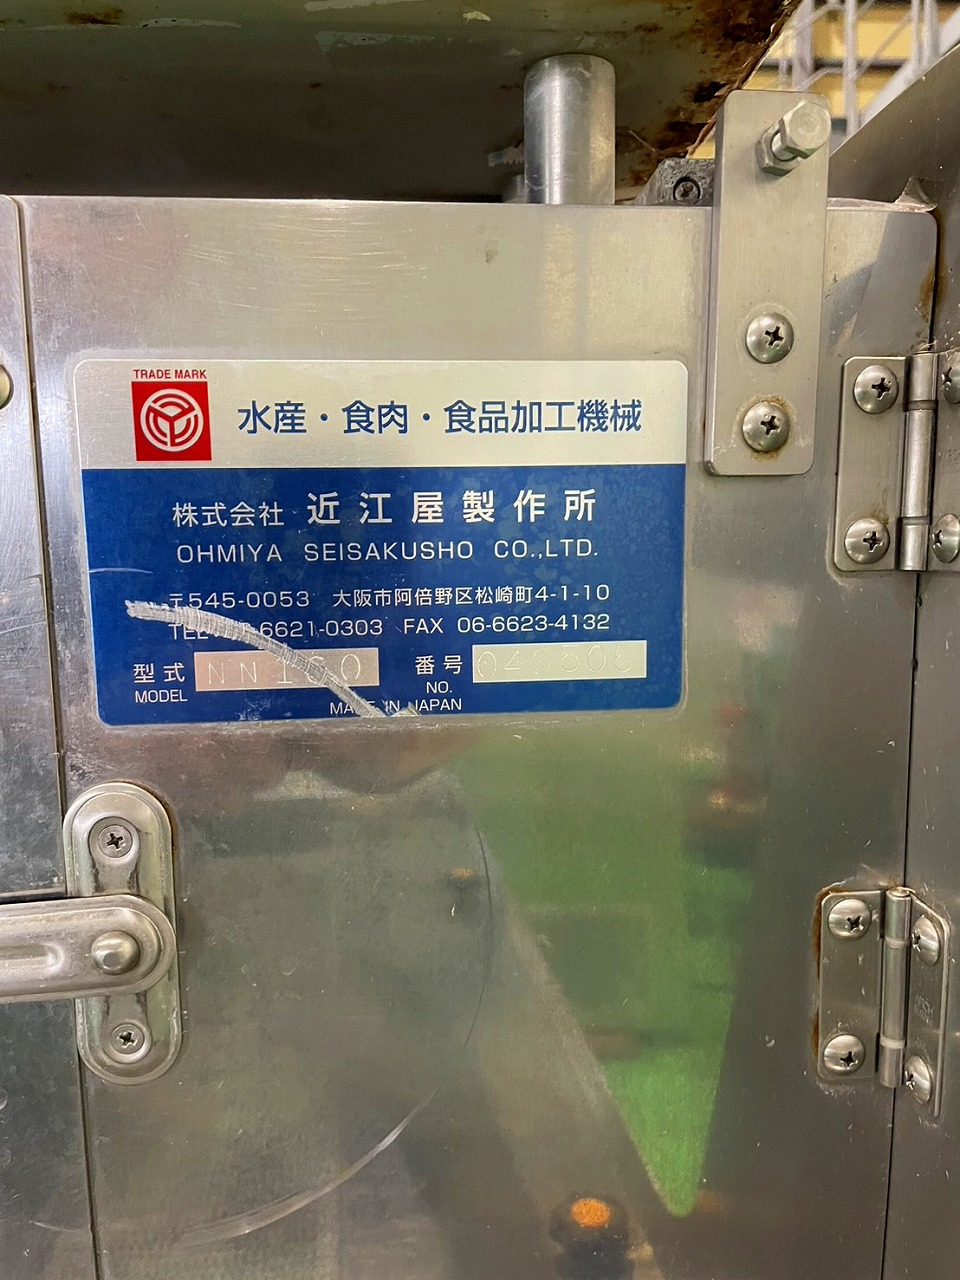 TRADE MARK
水産・食肉・食品加工機械
株式会社 近江屋製作所
OHMIYA SEISAKUSHO CO.,LTD.
〒545-0053 大阪市阿倍野区松崎町4-1-10
6621-0303 FAX 06-6623-4132
型式 番号
MODEL NO.
MADE IN JAPAN